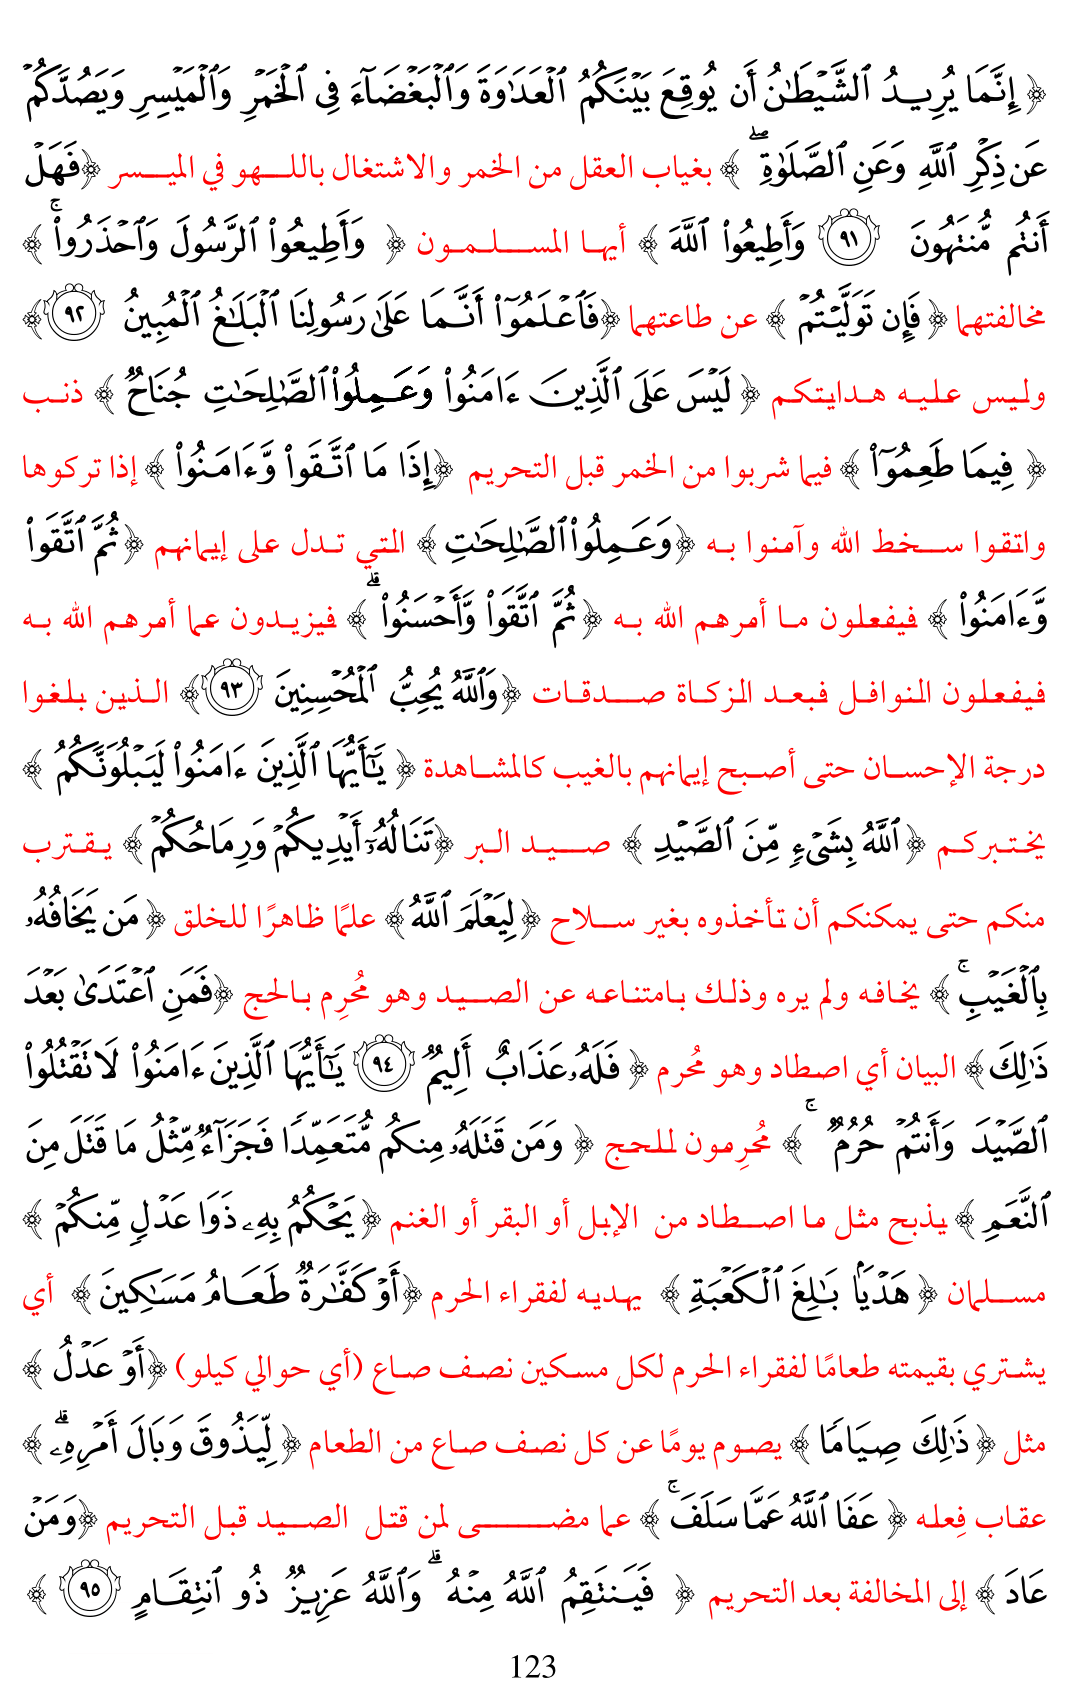 ﴿ إِنَّمَا يُرِيدُ ٱلشَّيْطَٰنُ أَن يُوقِعَ بَيْنَكُمُ ٱلْعَدَٰوَةَ وَٱلْبَغْضَآءَ فِي ٱلْخَمْرِ وَٱلْمَيْسِرِ وَيَصُدَّكُمْ
عَن ذِكْرِ ٱللَّهِ وَعَنِ ٱلصَّلَوٰةِۖ ﴾ بغياب العقل من الخمر والاشتغال باللهو في الميسر ﴿فَهَلْ
أَنتُم مُّنتَهُونَ ٩١ وَأَطِيعُوا۟ ٱللَّهَ ﴾ أيها المسلمون ﴿ وَأَطِيعُوا۟ ٱلرَّسُولَ وَٱحْذَرُوا۟ۚ ﴾
مخالفتهما ﴿ فَإِن تَوَلَّيْتُمْ ﴾ عن طاعتهما ﴿فَٱعْلَمُوٓا۟ أَنَّمَا عَلَىٰ رَسُولِنَا ٱلْبَلَٰغُ ٱلْمُبِينُ ٩٢﴾
وليس عليه هدايتكم ﴿ لَيْسَ عَلَى ٱلَّذِينَ ءَامَنُوا۟ وَعَمِلُوا۟ ٱلصَّٰلِحَٰتِ جُنَاحٌ ﴾ ذنب
﴿ فِيمَا طَعِمُوٓا۟ ﴾ فيما شربوا من الخمر قبل التحريم ﴿إِذَا مَا ٱتَّقَوا۟ وَّءَامَنُوا۟ ﴾ إذا تركوها
واتقوا سخط الله وآمنوا به ﴿وَعَمِلُوا۟ ٱلصَّٰلِحَٰتِ ﴾ التي تدل على إيمانهم ﴿ثُمَّ ٱتَّقَوا۟
وَّءَامَنُوا۟ ﴾ فيفعلون ما أمرهم الله به ﴿ثُمَّ ٱتَّقَوا۟ وَّأَحْسَنُوا۟ۗ ﴾ فيزيدون عما أمرهم الله به
فيفعلون النوافل فبعد الزكاة صدقات ﴿وَٱللَّهُ يُحِبُّ ٱلْمُحْسِنِينَ ٩٣﴾ الذين بلغوا
درجة الإحسان حتى أصبح إيمانهم بالغيب كالمشاهدة ﴿ يَٰٓأَيُّهَا ٱلَّذِينَ ءَامَنُوا۟ لَيَبْلُوَنَّكُمُ ﴾
يختبركم ﴿ ٱللَّهُ بِشَىْءٍ مِّنَ ٱلصَّيْدِ ﴾ صيد البر ﴿تَنَالُهُۥٓ أَيْدِيكُمْ وَرِمَاحُكُمْ﴾ يقترب
منكم حتى يمكنكم أن تأخذوه بغير سلاح ﴿لِيَعْلَمَ ٱللَّهُ﴾ علمًا ظاهرًا للخلق ﴿ مَن يَخَافُهُۥ
بِٱلْغَيْبِۚ ﴾ يخافه ولم يره وذلك بامتناعه عن الصيد وهو مُحرِم بالحج ﴿فَمَنِ ٱعْتَدَىٰ بَعْدَ
ذَٰلِكَ﴾ البيان أي اصطاد وهو مُحرم ﴿ فَلَهُۥ عَذَابٌ أَلِيمٌ ٩٤ يَٰٓأَيُّهَا ٱلَّذِينَ ءَامَنُوا۟ لَا تَقْتُلُوا۟
ٱلصَّيْدَ وَأَنتُمْ حُرُمٌۚ ﴾ مُحرِمون للحج ﴿ وَمَن قَتَلَهُۥ مِنكُم مُّتَعَمِّدًا فَجَزَآءٌ مِّثْلُ مَا قَتَلَ مِنَ
ٱلنَّعَمِ ﴾ يذبح مثل ما اصطاد من الإبل أو البقر أو الغنم ﴿ يَحْكُمُ بِهِۦ ذَوَا عَدْلٍ مِّنكُمْ ﴾
مسلمان ﴿ هَدْيًۢا بَٰلِغَ ٱلْكَعْبَةِ ﴾ يهديه لفقراء الحرم ﴿أَوْ كَفَّٰرَةٌ طَعَامُ مَسَٰكِينَ ﴾ أي
يشتري بقيمته طعامًا لفقراء الحرم لكل مسكين نصف صاع (أي حوالي كيلو) ﴿أَوْ عَدْلُ ﴾
مثل ﴿ ذَٰلِكَ صِيَامًا ﴾ يصوم يومًا عن كل نصف صاع من الطعام ﴿ لِّيَذُوقَ وَبَالَ أَمْرِهِۦۗ ﴾
عقاب فِعله ﴿ عَفَا ٱللَّهُ عَمَّا سَلَفَۚ ﴾ عما مضى لمن قتل الصيد قبل التحريم ﴿وَمَنْ
عَادَ ﴾ إلى المخالفة بعد التحريم ﴿ فَيَنتَقِمُ ٱللَّهُ مِنْهُۗ وَٱللَّهُ عَزِيزٌ ذُو ٱنتِقَامٍ ٩٥ ﴾
123